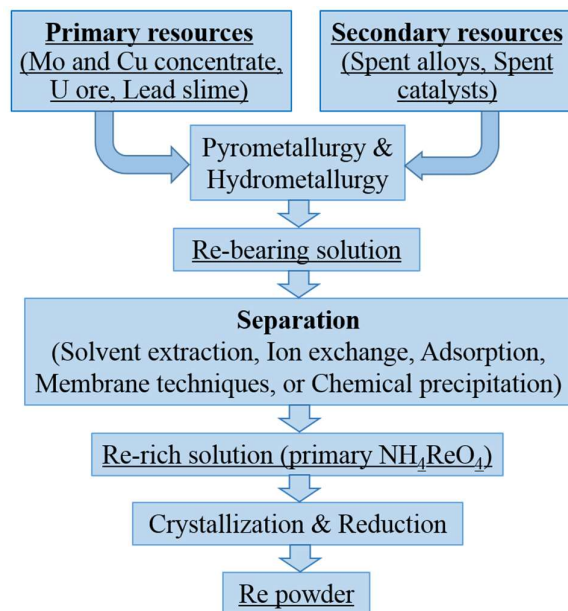 Primary resources
(Mo and Cu concentrate,
U ore, Lead slime)
Secondary resources
(Spent alloys, Spent
catalysts)
Pyrometallurgy &
Hydrometallurgy
Re-bearing solution
Separation
(Solvent extraction, Ion exchange, Adsorption,
Membrane techniques, or Chemical precipitation)
Re-rich solution (primary NH₄ReO₄)
Crystallization & Reduction
Re powder